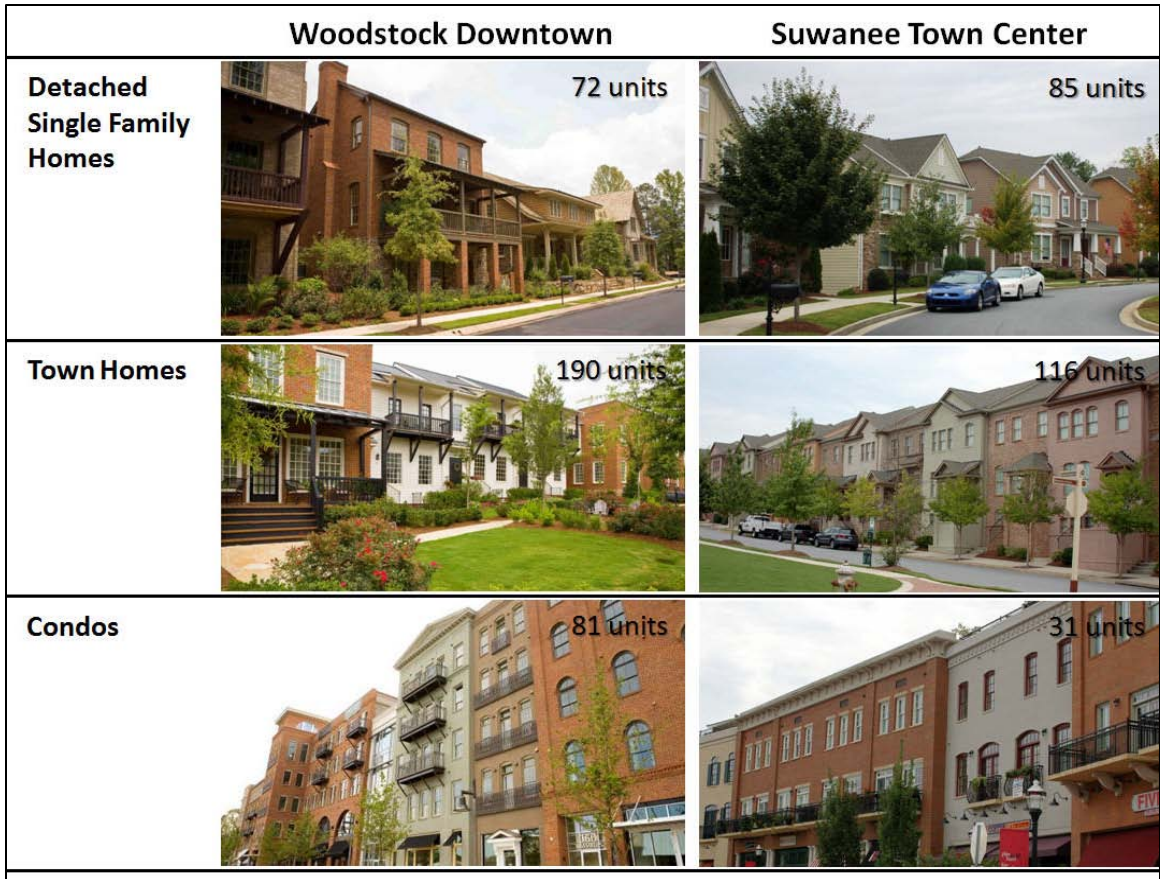 Woodstock Downtown
Suwanee Town Center
Detached
Single Family
Homes
72 units
85 units
Town Homes
190 units
116 units
Condos
81 units
31 units
FIV